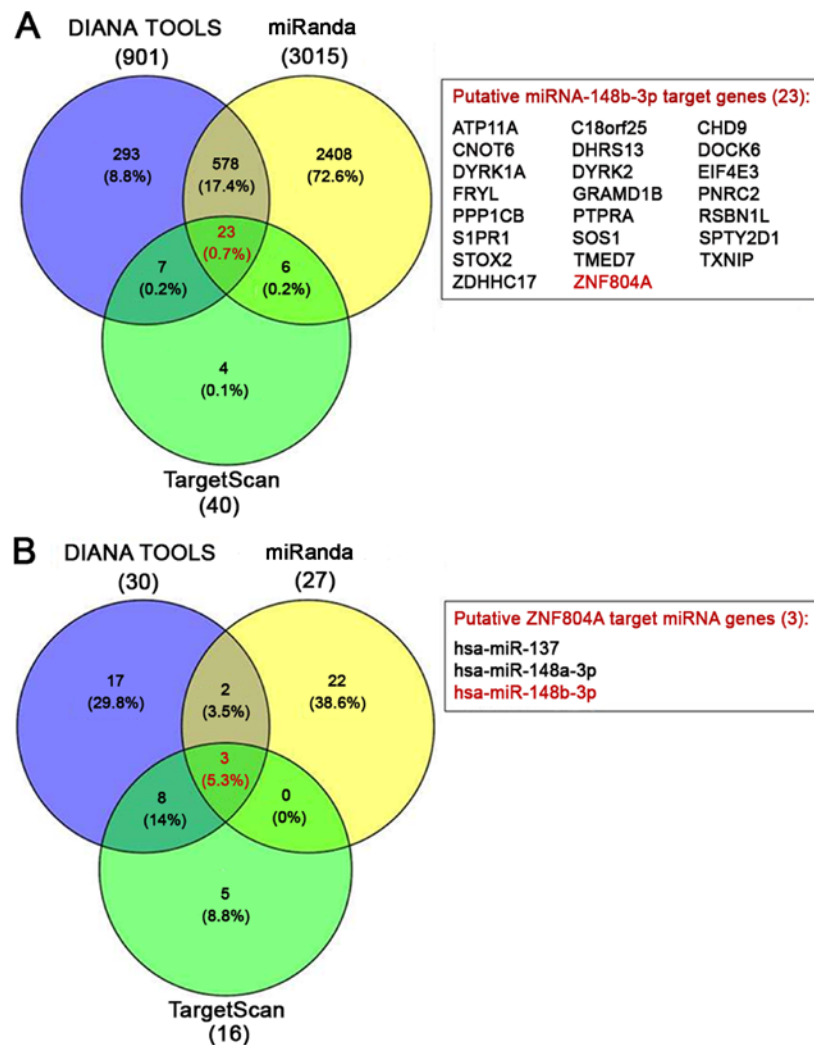 A
DIANA TOOLS
(901)
miRanda
(3015)
293
(8.8%)
578
(17.4%)
2408
(72.6%)
23
(0.7%)
7
(0.2%)
6
(0.2%)
4
(0.1%)
TargetScan
(40)
Putative miRNA-148b-3p target genes (23):
ATP11A C18orf25 CHD9
CNOT6 DHRS13 DOCK6
DYRK1A DYRK2 EIF4E3
FRYL GRAMD1B PNRC2
PPP1CB PTPRA RSBN1L
S1PR1 SOS1 SPTY2D1
STOX2 TMED7 TXNIP
ZDHHC17 ZNF804A
B
DIANA TOOLS
(30)
miRanda
(27)
17
(29.8%)
2
(3.5%)
22
(38.6%)
3
(5.3%)
8
(14%)
0
(0%)
5
(8.8%)
TargetScan
(16)
Putative ZNF804A target miRNA genes (3):
hsa-miR-137
hsa-miR-148a-3p
hsa-miR-148b-3p